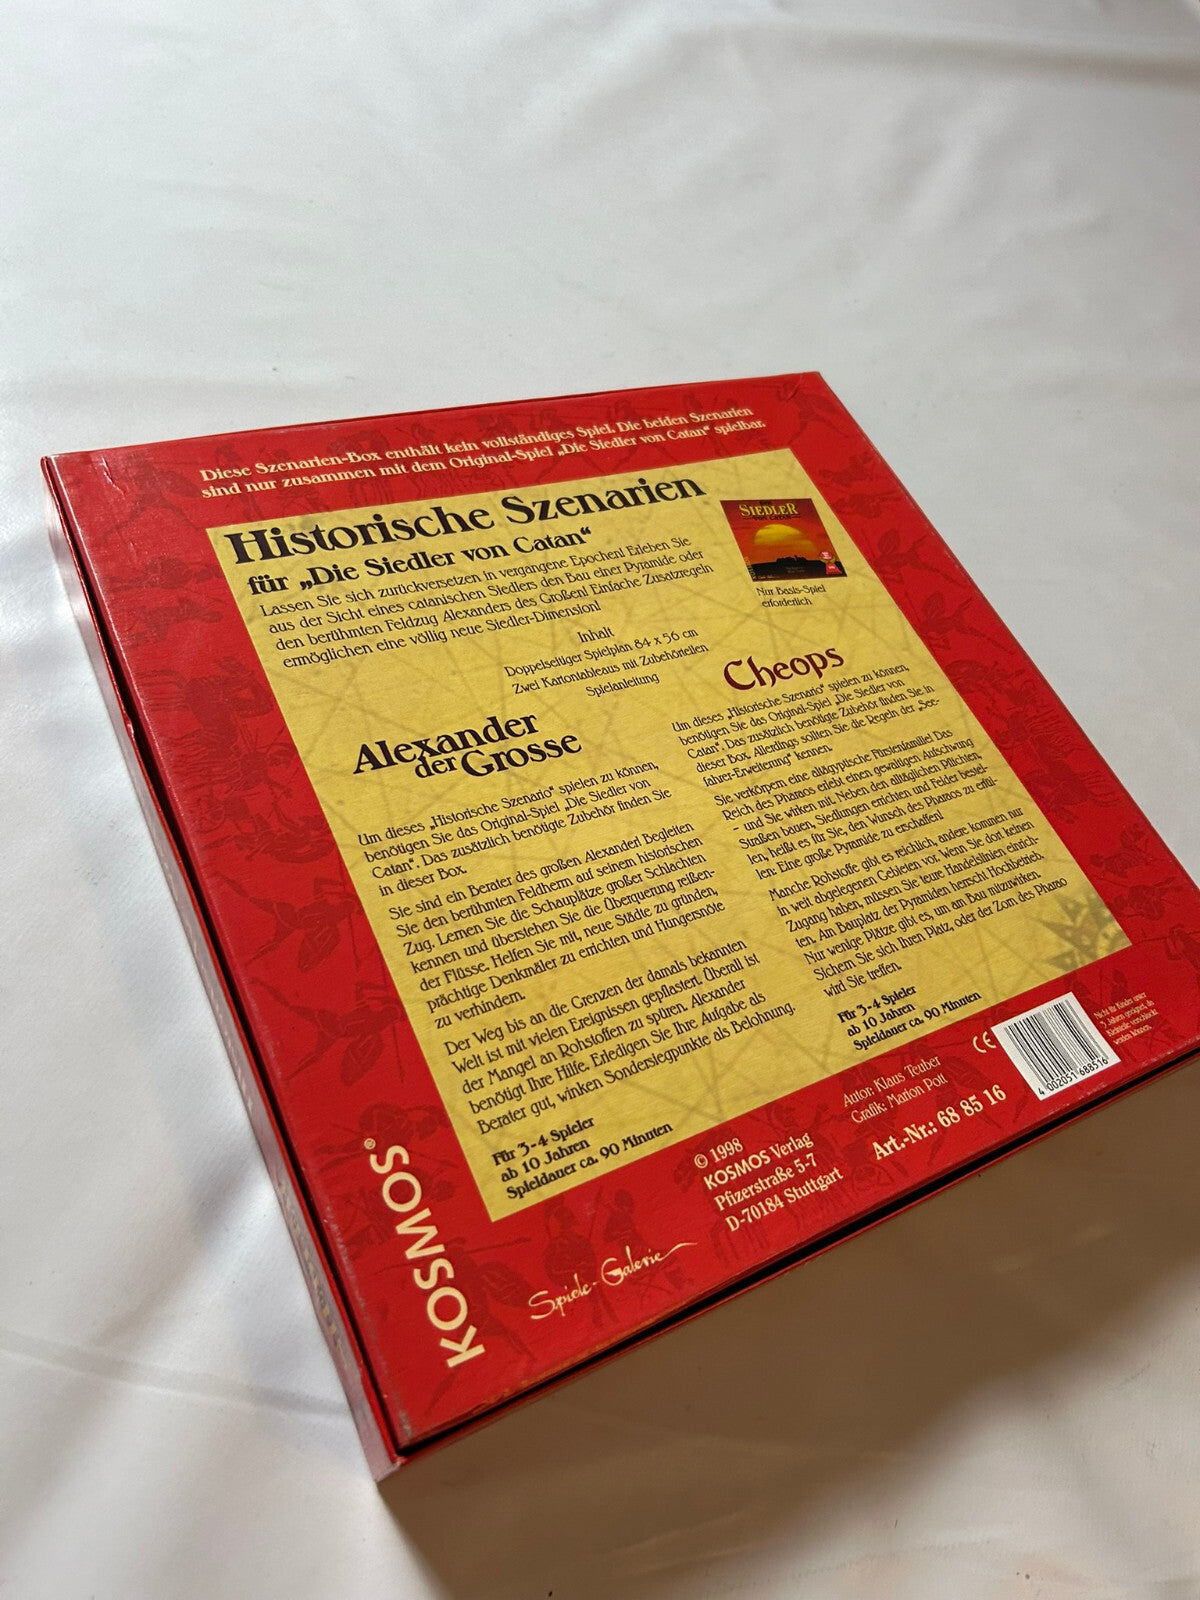 Diese Szenarien-Box enthält kein vollständiges Spiel. Die beiden Szenarien
sind nur zusammen mit dem Original-Spiel „Die Siedler von Catan“ spielbar.
Historische Szenarien
für „Die Siedler von Catan“
Lassen Sie sich zurückversetzen in vergangene Epochen! Erleben Sie
aus der Sicht eines catanischen Siedlers den Bau einer Pyramide oder
den berühmten Feldzug Alexanders des Großen! Einfache Zusatzregeln
ermöglichen eine völlig neue Siedler-Dimension!
SIEDLER
VON CATAN
Nur Basis-Spiel
erforderlich
Inhalt
Doppelseitiger Spielplan 84 x 56 cm
Zwei Kartontableaus mit Zubehörteilen
Spielanleitung
Alexander
der Grosse
Um dieses „Historische Szenario“ spielen zu können,
benötigen Sie das Original-Spiel „Die Siedler von
Catan“. Das zusätzlich benötigte Zubehör finden Sie
in dieser Box.
Sie sind ein Berater des großen Alexander! Begleiten
Sie den berühmten Feldherrn auf seinem historischen
Zug. Lernen Sie die Schauplätze großer Schlachten
kennen und überstehen Sie die Überquerung reißen-
der Flüsse. Helfen Sie mit, neue Städte zu gründen,
prächtige Denkmäler zu errichten und Hungersnöte
zu verhindern.
Der Weg bis an die Grenzen der damals bekannten
Welt ist mit vielen Ereignissen gepflastert. Überall ist
der Mangel an Rohstoffen zu spüren. Alexander
benötigt Ihre Hilfe. Erledigen Sie Ihre Aufgabe als
Berater gut, winken Sondersiegpunkte als Belohnung.
Für 3-4 Spieler
ab 10 Jahren
Spieldauer ca. 90 Minuten
Cheops
Um dieses „Historische Szenario“ spielen zu können,
benötigen Sie das Original-Spiel „Die Siedler von
Catan“. Das zusätzlich benötigte Zubehör finden Sie in
dieser Box. Allerdings sollten Sie die Regeln der „See-
fahrer-Erweiterung“ kennen.
Sie verkörpern eine altägyptische Fürstenfamilie! Das
Reich des Pharaos erlebt einen gewaltigen Aufschwung
– und Sie wirken mit. Neben den alltäglichen Pflichten,
Straßen bauen, Siedlungen errichten und Felder bestel-
len, heißt es für Sie, den Wunsch des Pharaos zu erfül-
len: Eine große Pyramide zu erschaffen!
Manche Rohstoffe gibt es reichlich, andere kommen nur
in weit abgelegenen Gebieten vor. Wenn Sie dort keinen
Zugang haben, müssen Sie teure Handelslinien einrich-
ten. Am Bauplatz der Pyramiden herrscht Hochbetrieb.
Nur wenige Plätze gibt es, um am Bau mitzuwirken.
Sichern Sie sich Ihren Platz, oder der Zorn des Pharao
wird Sie treffen.
Für 3-4 Spieler
ab 10 Jahren
Spieldauer ca. 90 Minuten
KOSMOS®
Spiele-Galerie
© 1998
KOSMOS Verlag
Pfizerstraße 5-7
D-70184 Stuttgart
Autor: Klaus Teuber
Grafik: Marion Pott
Art.-Nr.: 68 85 16
CE
4 002051 688516
Nicht für Kinder unter
3 Jahren geeignet, da
Kleinteile verschluckt
werden können.